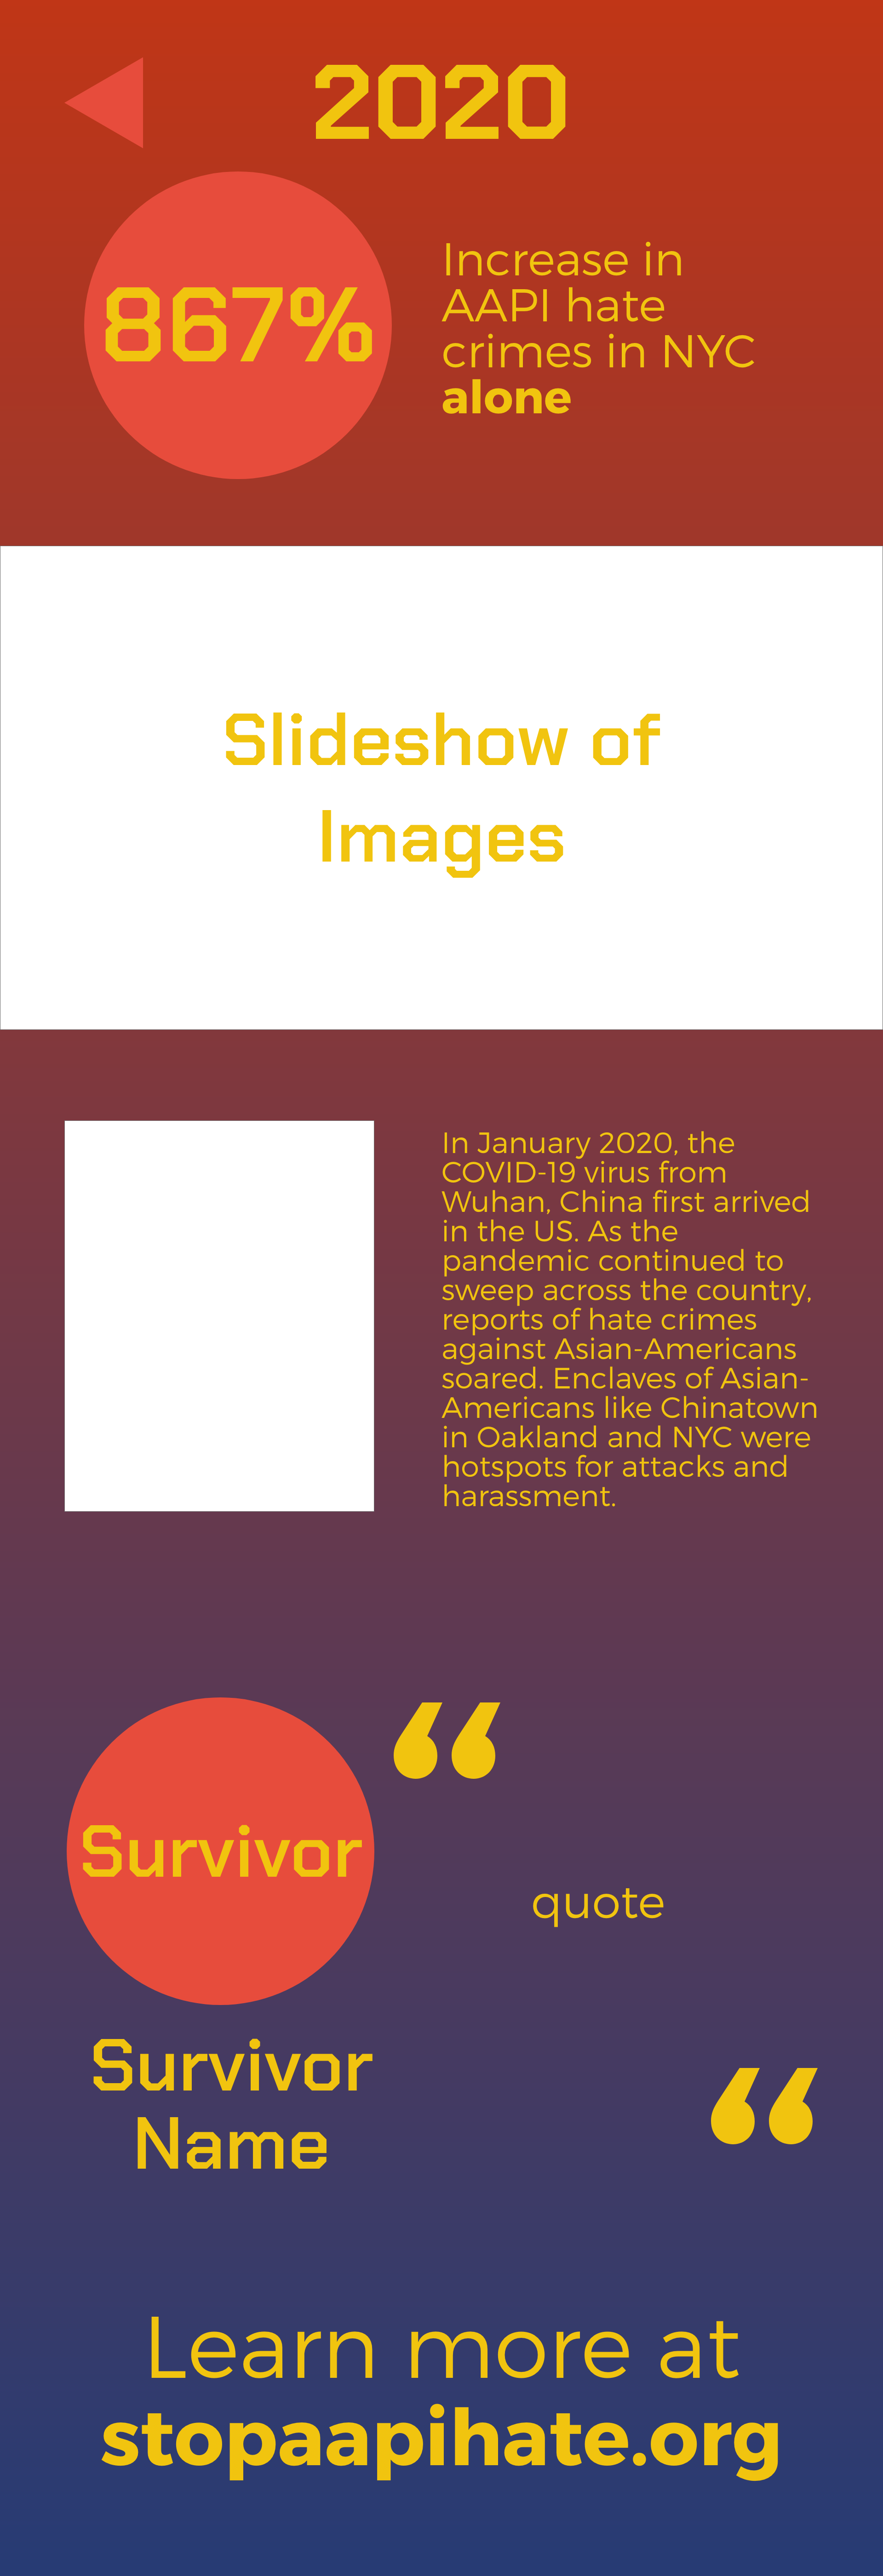 2020
867%
Increase in
AAPI hate
crimes in NYC
alone
Slideshow of
Images
In January 2020, the
COVID-19 virus from
Wuhan, China first arrived
in the US. As the
pandemic continued to
sweep across the country,
reports of hate crimes
against Asian-Americans
soared. Enclaves of Asian-
Americans like Chinatown
in Oakland and NYC were
hotspots for attacks and
harassment.
“
Survivor
quote
Survivor
Name
“
Learn more at
stopaapihate.org